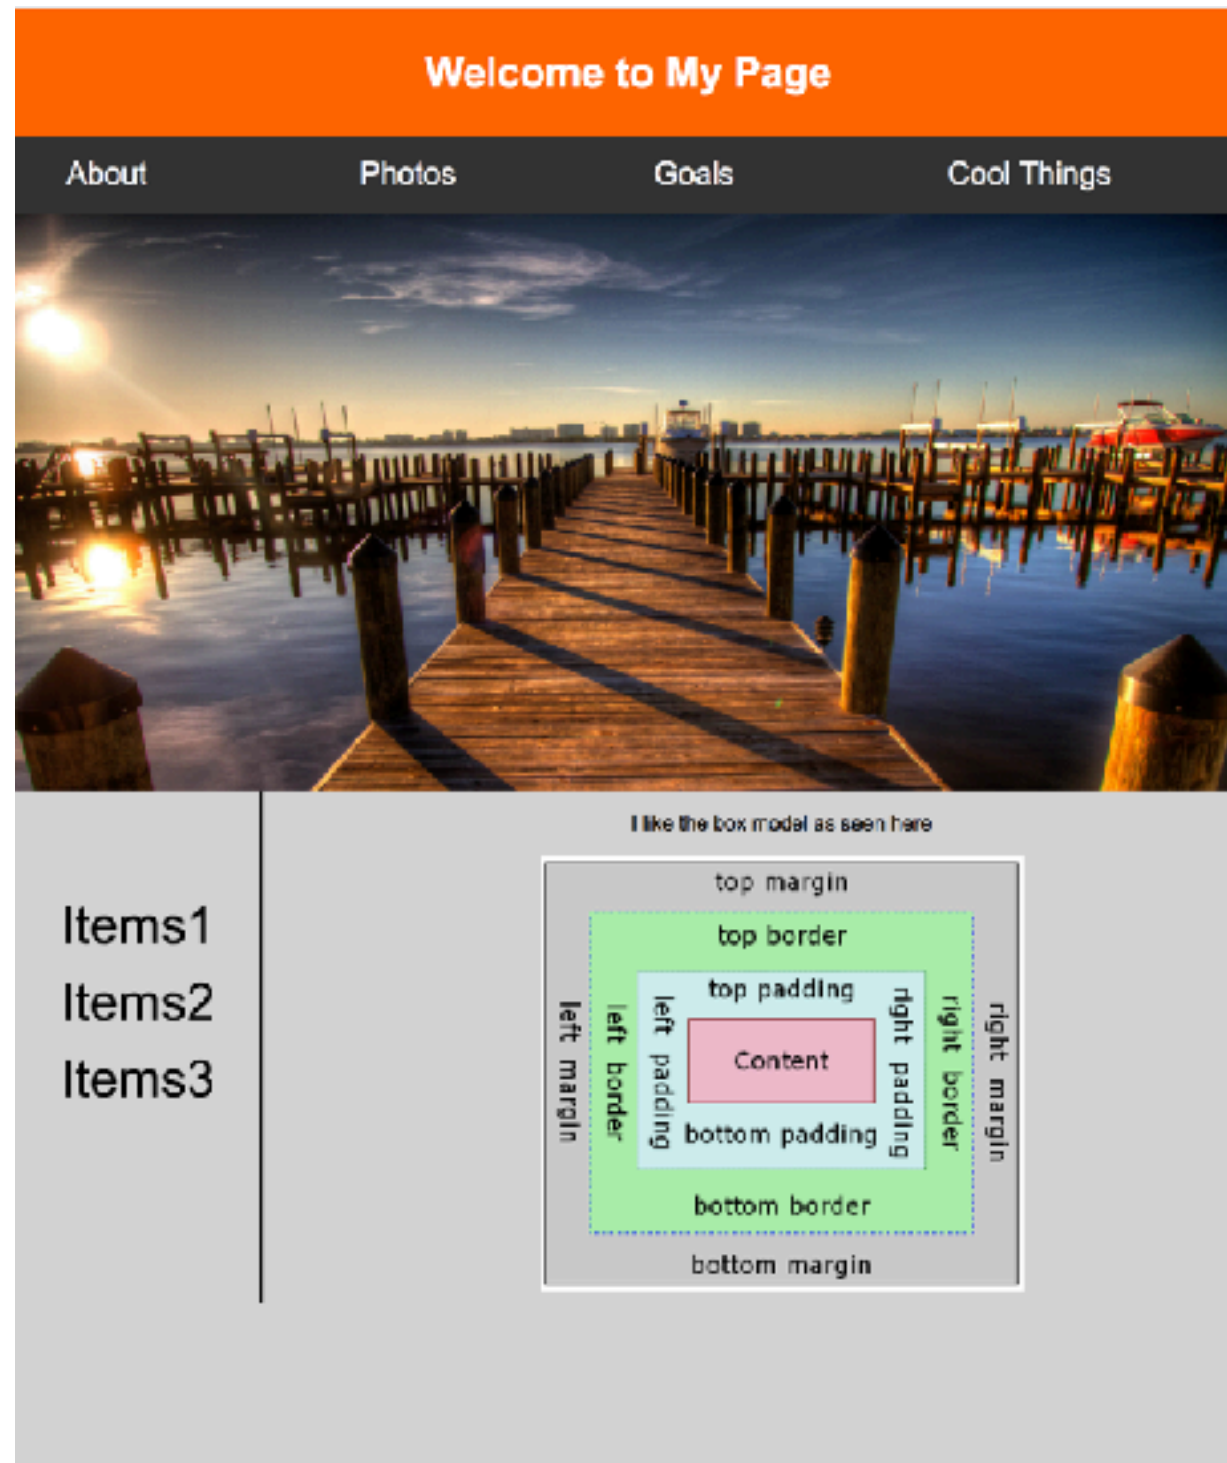 Welcome to My Page
About Photos Goals Cool Things
Items1
Items2
Items3
I like the box model as seen here
top margin
top border
top padding
left margin
left border
left padding
Content
right padding
right border
right margin
bottom padding
bottom border
bottom margin